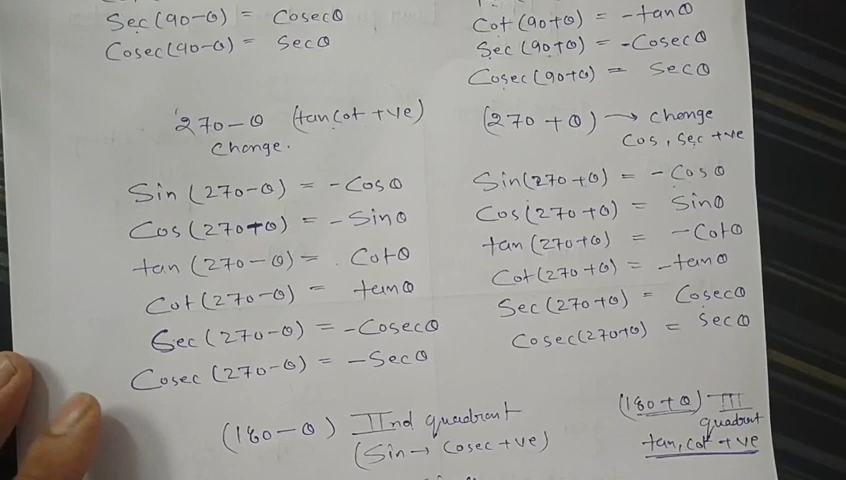 Sec(90-θ) = Cosecθ
Cosec(90-θ) = Secθ
Cot(90+θ) = -tanθ
Sec(90+θ) = -Cosecθ
Cosec(90+θ) = Secθ
270-θ (tan cot +ve)
Change.
Sin(270-θ) = -Cosθ
Cos(270+θ) = -Sinθ
tan(270-θ) = Cotθ
Cot(270-θ) = tanθ
Sec(270-θ) = -Cosecθ
Cosec(270-θ) = -Secθ
(270+θ) → Change
Cos, Sec +ve
Sin(270+θ) = -Cosθ
Cos(270+θ) = Sinθ
tan(270+θ) = -Cotθ
Cot(270+θ) = -tanθ
Sec(270+θ) = Cosecθ
Cosec(270+θ) = Secθ
(180-θ) IInd quadrant
(Sin → Cosec +ve)
(180+θ) III
quadrant
tan, cot +ve